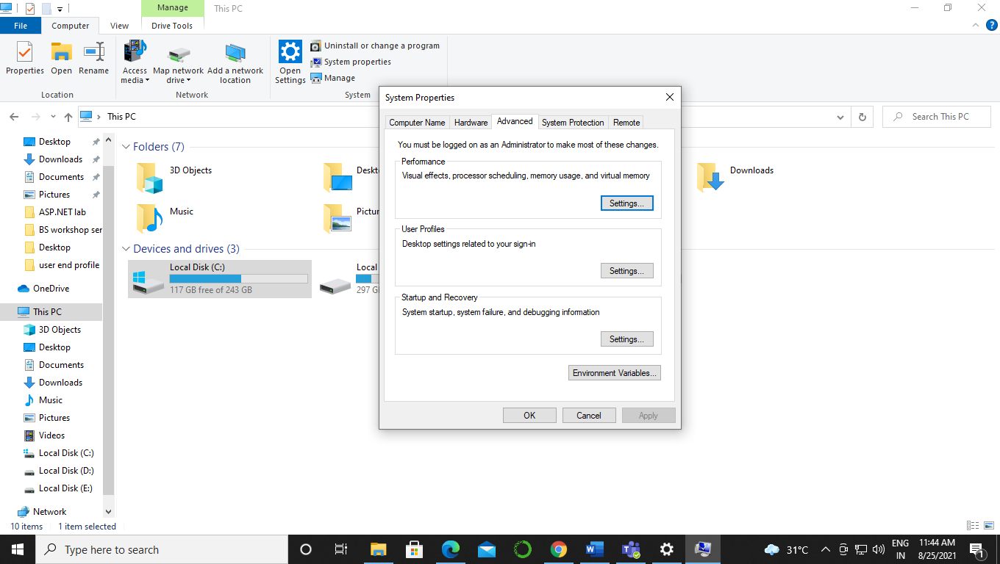 Manage
This PC
File
Computer
View
Drive Tools
Properties
Open
Rename
Access media
Map network drive
Add a network location
Open Settings
Uninstall or change a program
System properties
Manage
Location
Network
System
This PC
Search This PC
Desktop
Downloads
Documents
Pictures
ASP.NET lab
BS workshop ser
Desktop
user end profile
OneDrive
This PC
3D Objects
Desktop
Documents
Downloads
Music
Pictures
Videos
Local Disk (C:)
Local Disk (D:)
Local Disk (E:)
Network
Folders (7)
3D Objects
Downloads
Music
Devices and drives (3)
Local Disk (C:)
117 GB free of 243 GB
Local
297 G
System Properties
Computer Name
Hardware
Advanced
System Protection
Remote
You must be logged on as an Administrator to make most of these changes.
Performance
Visual effects, processor scheduling, memory usage, and virtual memory
Settings...
User Profiles
Desktop settings related to your sign-in
Settings...
Startup and Recovery
System startup, system failure, and debugging information
Settings...
Environment Variables...
OK
Cancel
Apply
10 items
1 item selected
Type here to search
31°C
ENG
IN
11:44 AM
8/25/2021
1